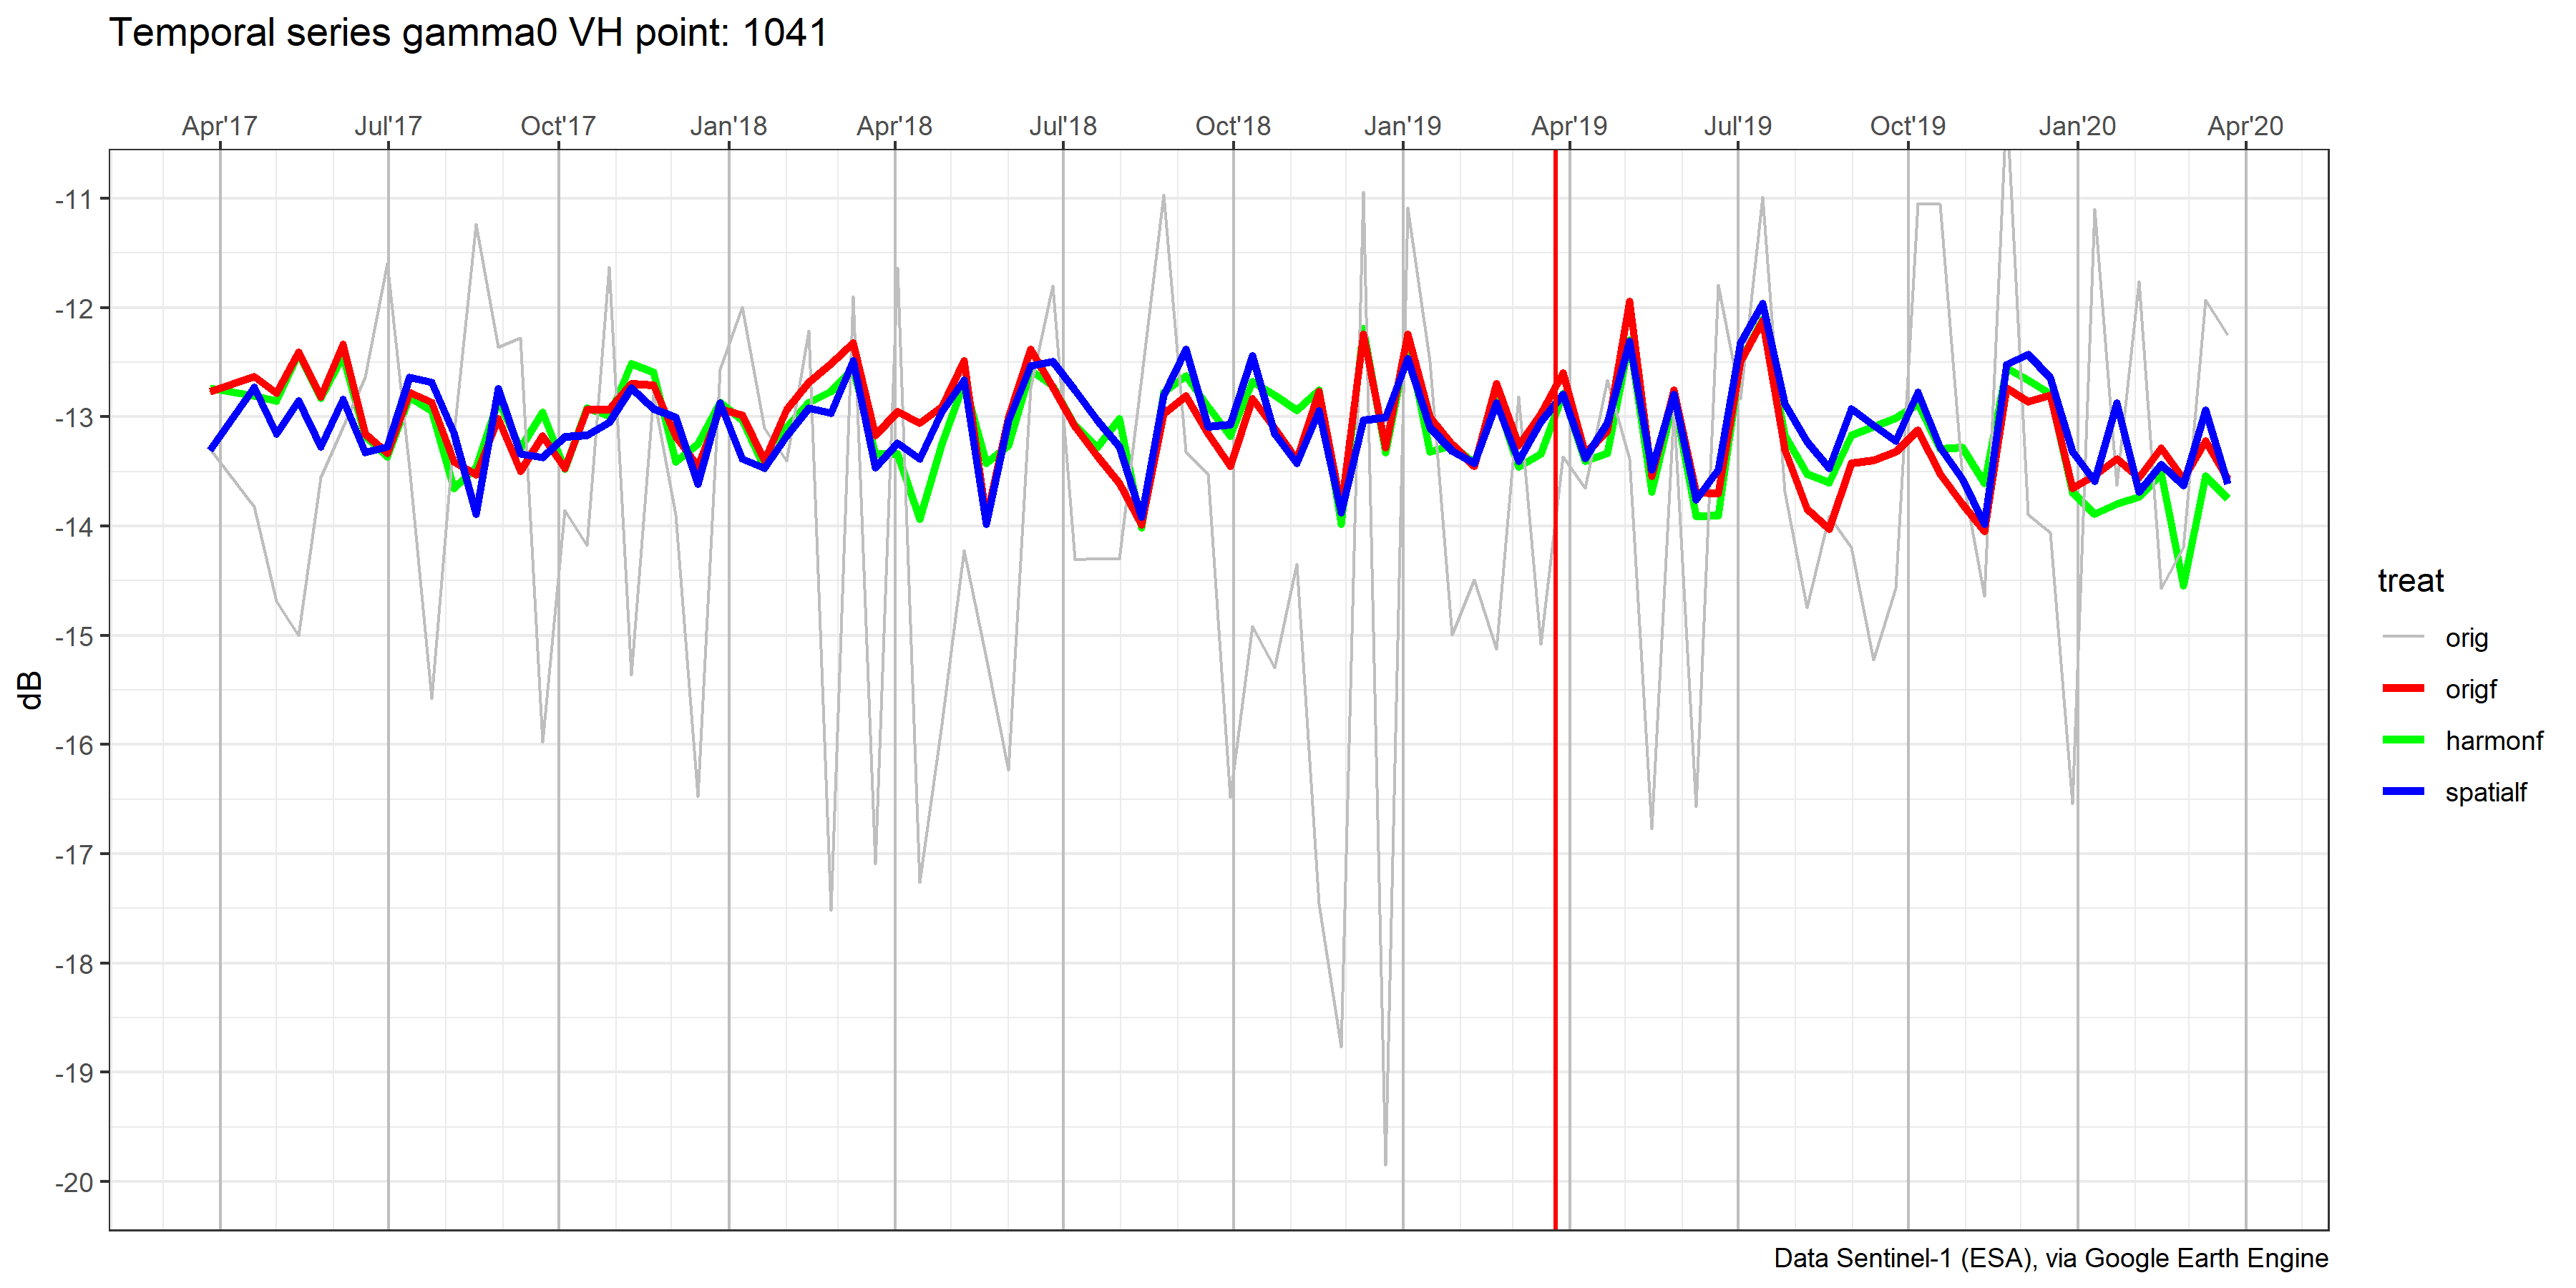 Temporal series gamma0 VH point: 1041
Apr'17 Jul'17 Oct'17 Jan'18 Apr'18 Jul'18 Oct'18 Jan'19 Apr'19 Jul'19 Oct'19 Jan'20 Apr'20
-11
-12
-13
-14
-15
-16
-17
-18
-19
-20
dB
treat
orig
origf
harmonf
spatialf
Data Sentinel-1 (ESA), via Google Earth Engine